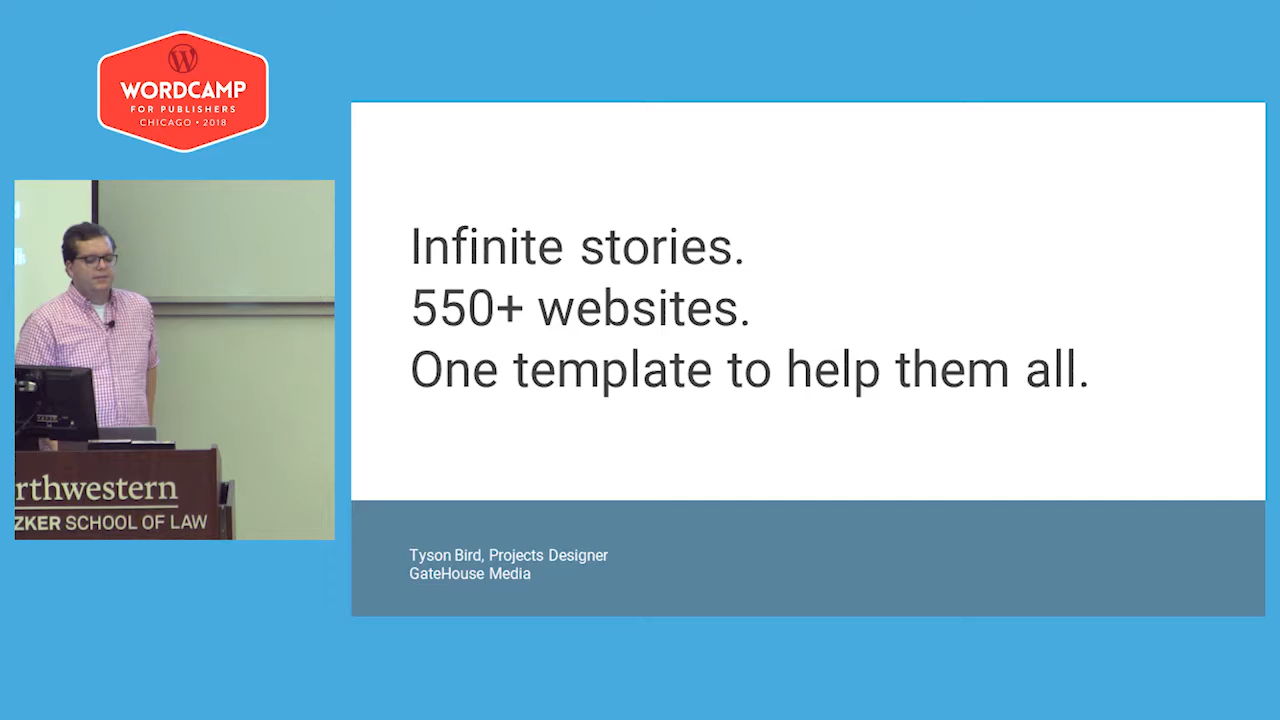 WORDCAMP
FOR PUBLISHERS
CHICAGO • 2018
Infinite stories.
550+ websites.
One template to help them all.
Tyson Bird, Projects Designer
GateHouse Media
rthwestern
ZKER SCHOOL OF LAW